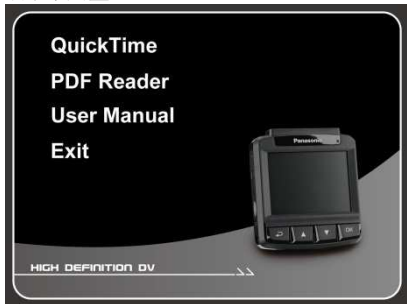 QuickTime
PDF Reader
User Manual
Exit
Panasonic
OK
HIGH DEFINITION DV